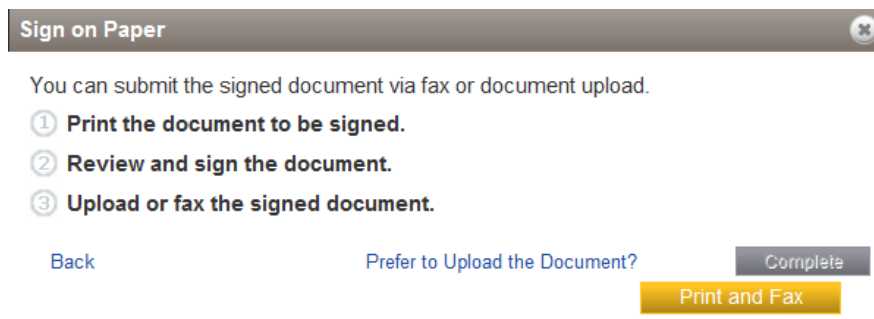 Sign on Paper
You can submit the signed document via fax or document upload.
1 Print the document to be signed.
2 Review and sign the document.
3 Upload or fax the signed document.
Back Prefer to Upload the Document? Complete
Print and Fax